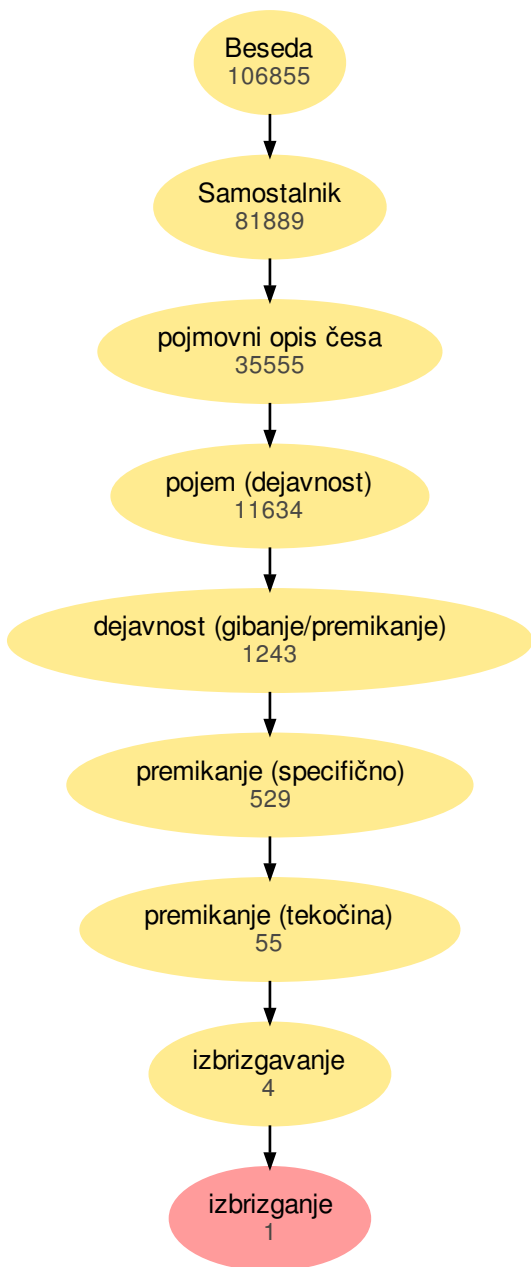 Beseda
106855
Samostalnik
81889
pojmovni opis česa
35555
pojem (dejavnost)
11634
dejavnost (gibanje/premikanje)
1243
premikanje (specifično)
529
premikanje (tekočina)
55
izbrizgavanje
4
izbrizganje
1